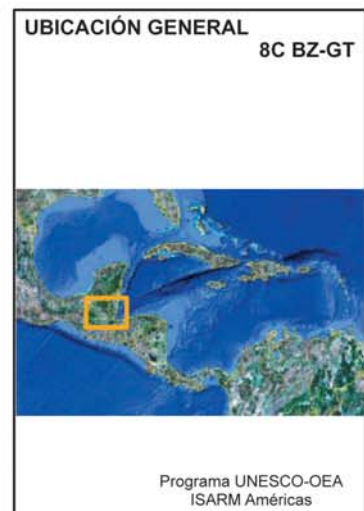 UBICACIÓN GENERAL
8C BZ-GT
Programa UNESCO-OEA
ISARM Américas